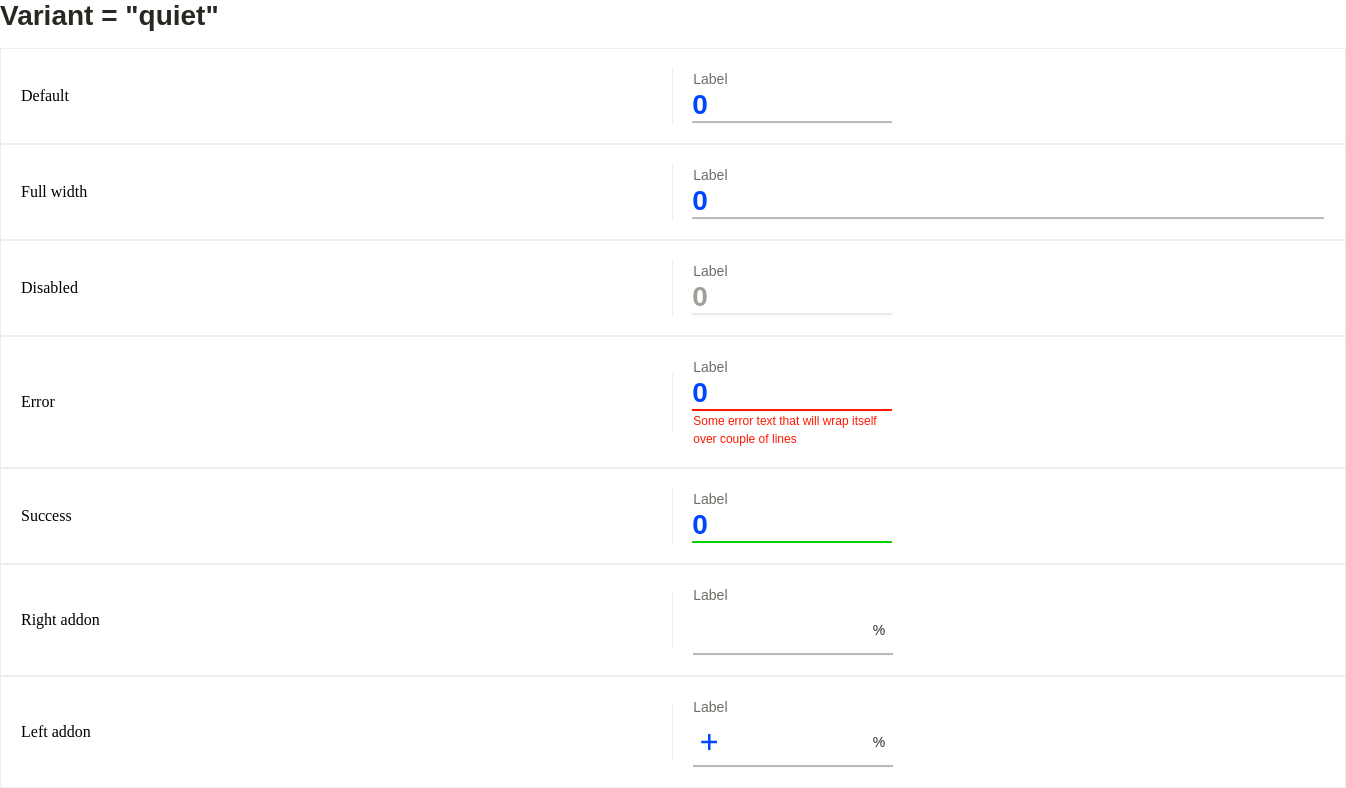 Variant = "quiet"
Default
Label
0
Full width
Label
0
Disabled
Label
0
Error
Label
0
Some error text that will wrap itself
over couple of lines
Success
Label
0
Right addon
Label
%
Left addon
Label
+ %